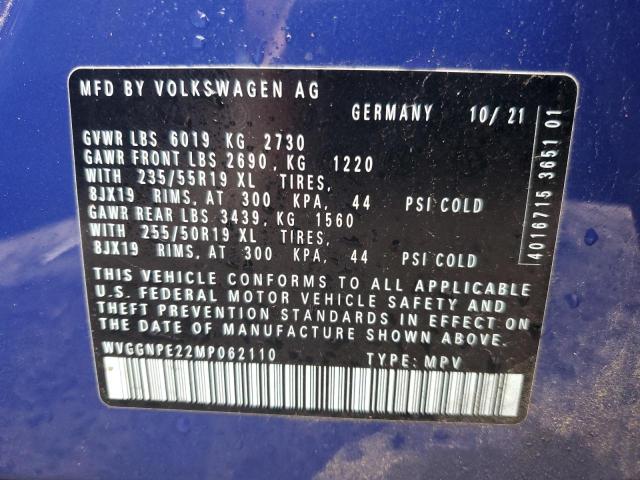 MFD BY VOLKSWAGEN AG
GERMANY 10/21
GVWR LBS 6019 KG 2730
GAWR FRONT LBS 2690, KG 1220
WITH 235/55R19 XL TIRES,
8JX19 RIMS, AT 300 KPA, 44 PSI COLD
GAWR REAR LBS 3439, KG 1560
WITH 255/50R19 XL TIRES,
8JX19 RIMS, AT 300 KPA, 44 PSI COLD
THIS VEHICLE CONFORMS TO ALL APPLICABLE
U.S. FEDERAL MOTOR VEHICLE SAFETY AND
THEFT PREVENTION STANDARDS IN EFFECT ON
THE DATE OF MANUFACTURE SHOWN ABOVE.
WVGGNPE22MP062110 TYPE: MPV
4016715 3651 01